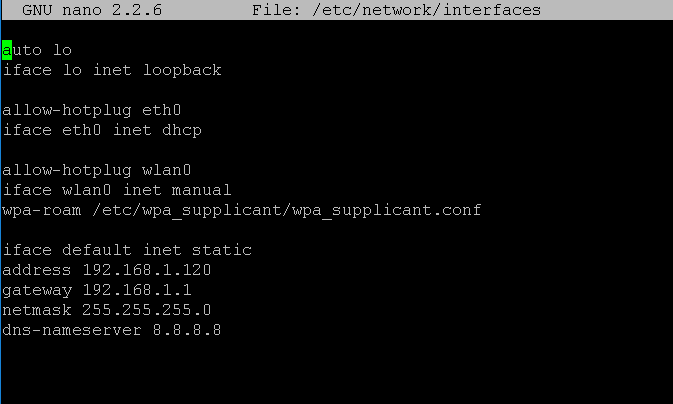 GNU nano 2.2.6 File: /etc/network/interfaces
auto lo
iface lo inet loopback
allow-hotplug eth0
iface eth0 inet dhcp
allow-hotplug wlan0
iface wlan0 inet manual
wpa-roam /etc/wpa_supplicant/wpa_supplicant.conf
iface default inet static
address 192.168.1.120
gateway 192.168.1.1
netmask 255.255.255.0
dns-nameserver 8.8.8.8